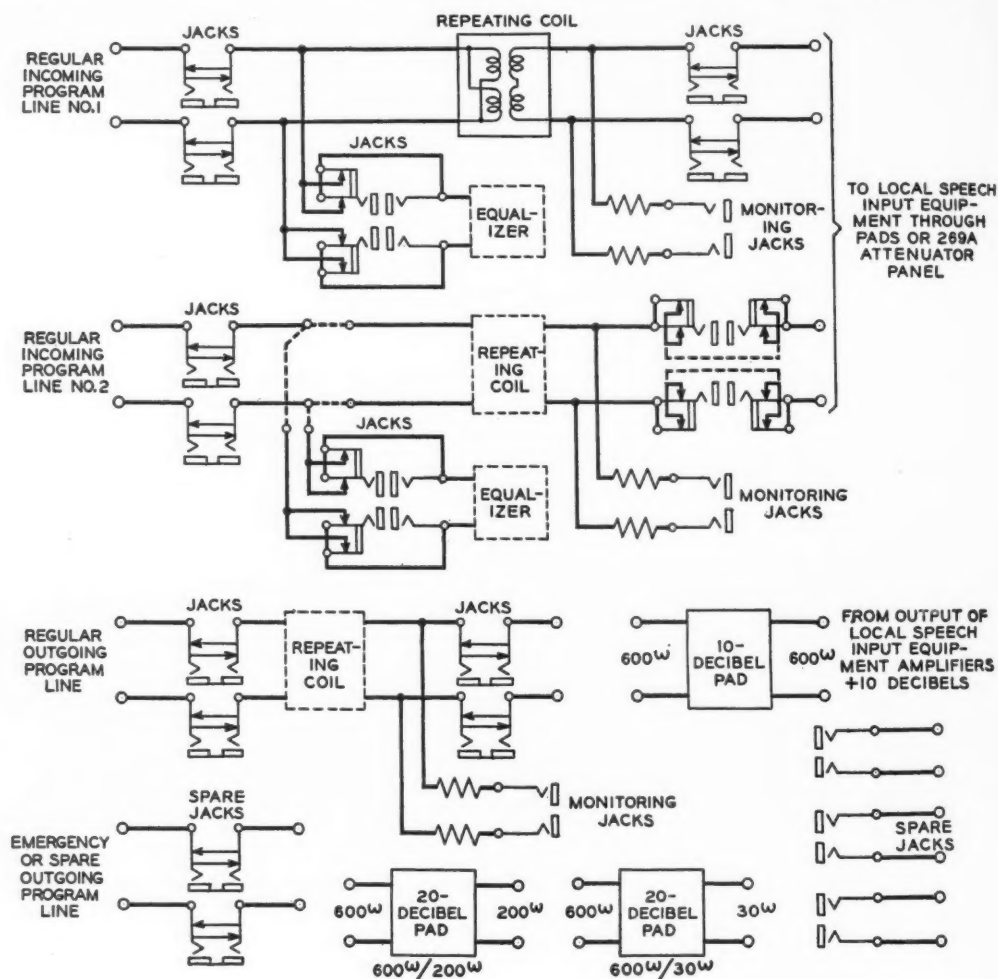 REPEATING COIL
JACKS
JACKS
REGULAR
INCOMING
PROGRAM
LINE NO.1
JACKS
EQUAL-
IZER
MONITOR-
ING JACKS
TO LOCAL SPEECH
INPUT EQUIP-
MENT THROUGH
PADS OR 269A
ATTENUATOR
PANEL
JACKS
REGULAR
INCOMING
PROGRAM
LINE NO.2
REPEAT-
ING
COIL
JACKS
EQUAL-
IZER
MONITORING
JACKS
JACKS
REGULAR
OUTGOING
PROGRAM
LINE
REPEAT-
ING
COIL
JACKS
MONITORING
JACKS
600ω
10-
DECIBEL
PAD
600ω
FROM OUTPUT OF
LOCAL SPEECH
INPUT EQUIP-
MENT AMPLIFIERS
+10 DECIBELS
SPARE
JACKS
SPARE
JACKS
EMERGENCY
OR SPARE
OUTGOING
PROGRAM
LINE
600ω
20-
DECIBEL
PAD
200ω
600ω/200ω
600ω
20-
DECIBEL
PAD
30ω
600ω/30ω